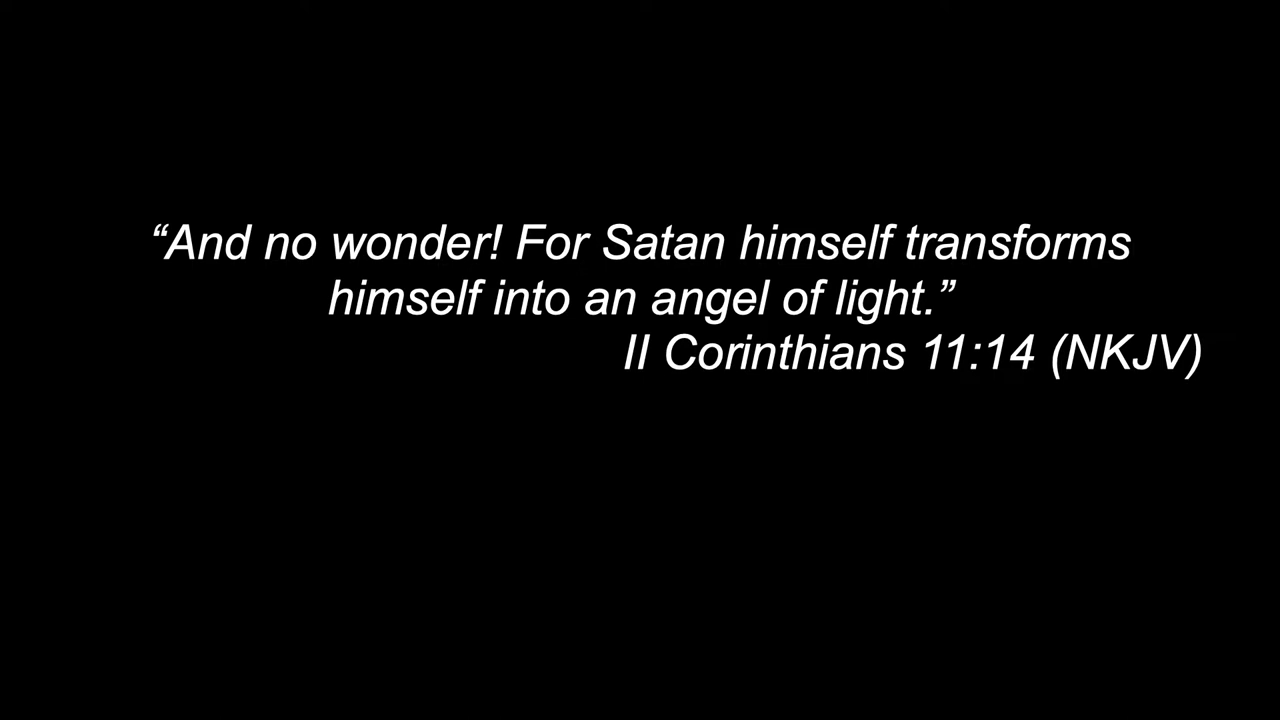 “And no wonder! For Satan himself transforms
himself into an angel of light.”
II Corinthians 11:14 (NKJV)